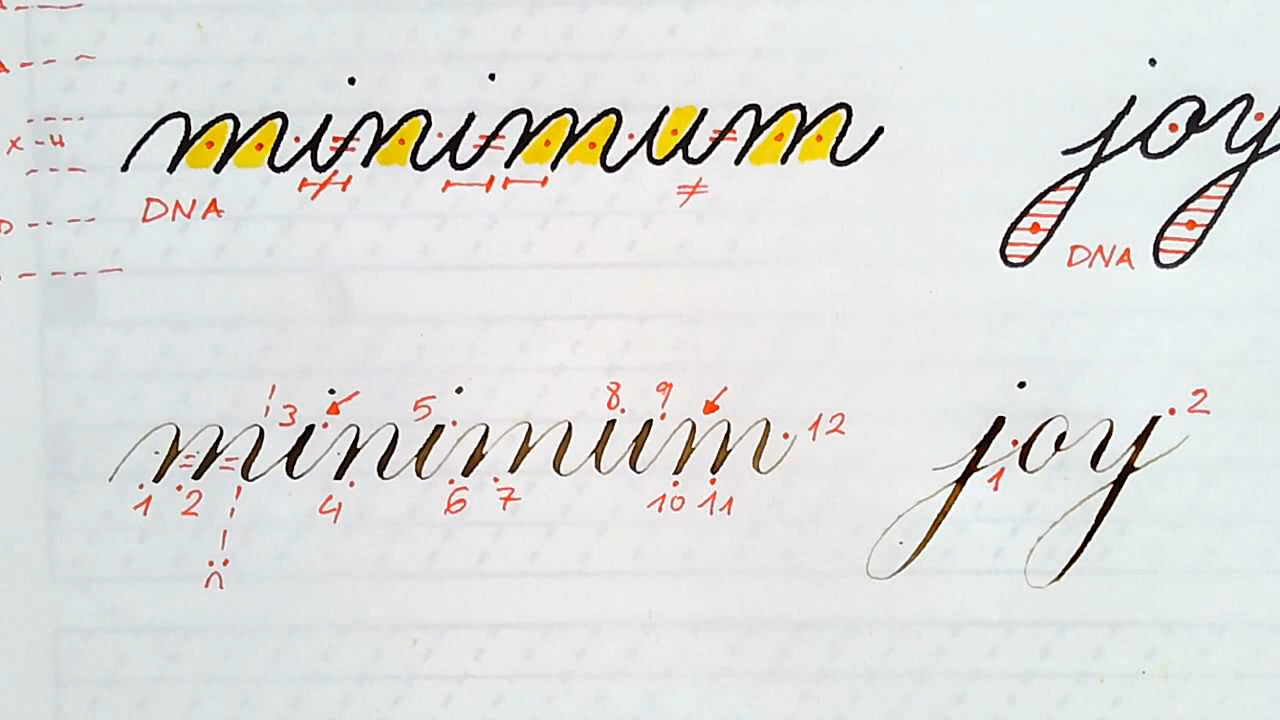 minimum joy
x-H
≠
DNA DNA
D
3 5 8 9 2
minimum joy
12
1 2 4 6 7 10 11 1